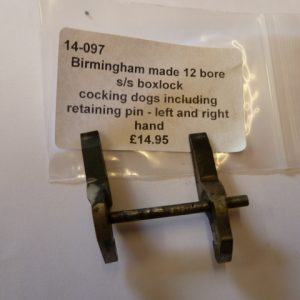 14-097
Birmingham made 12 bore
s/s boxlock
cocking dogs including
retaining pin - left and right
hand
£14.95